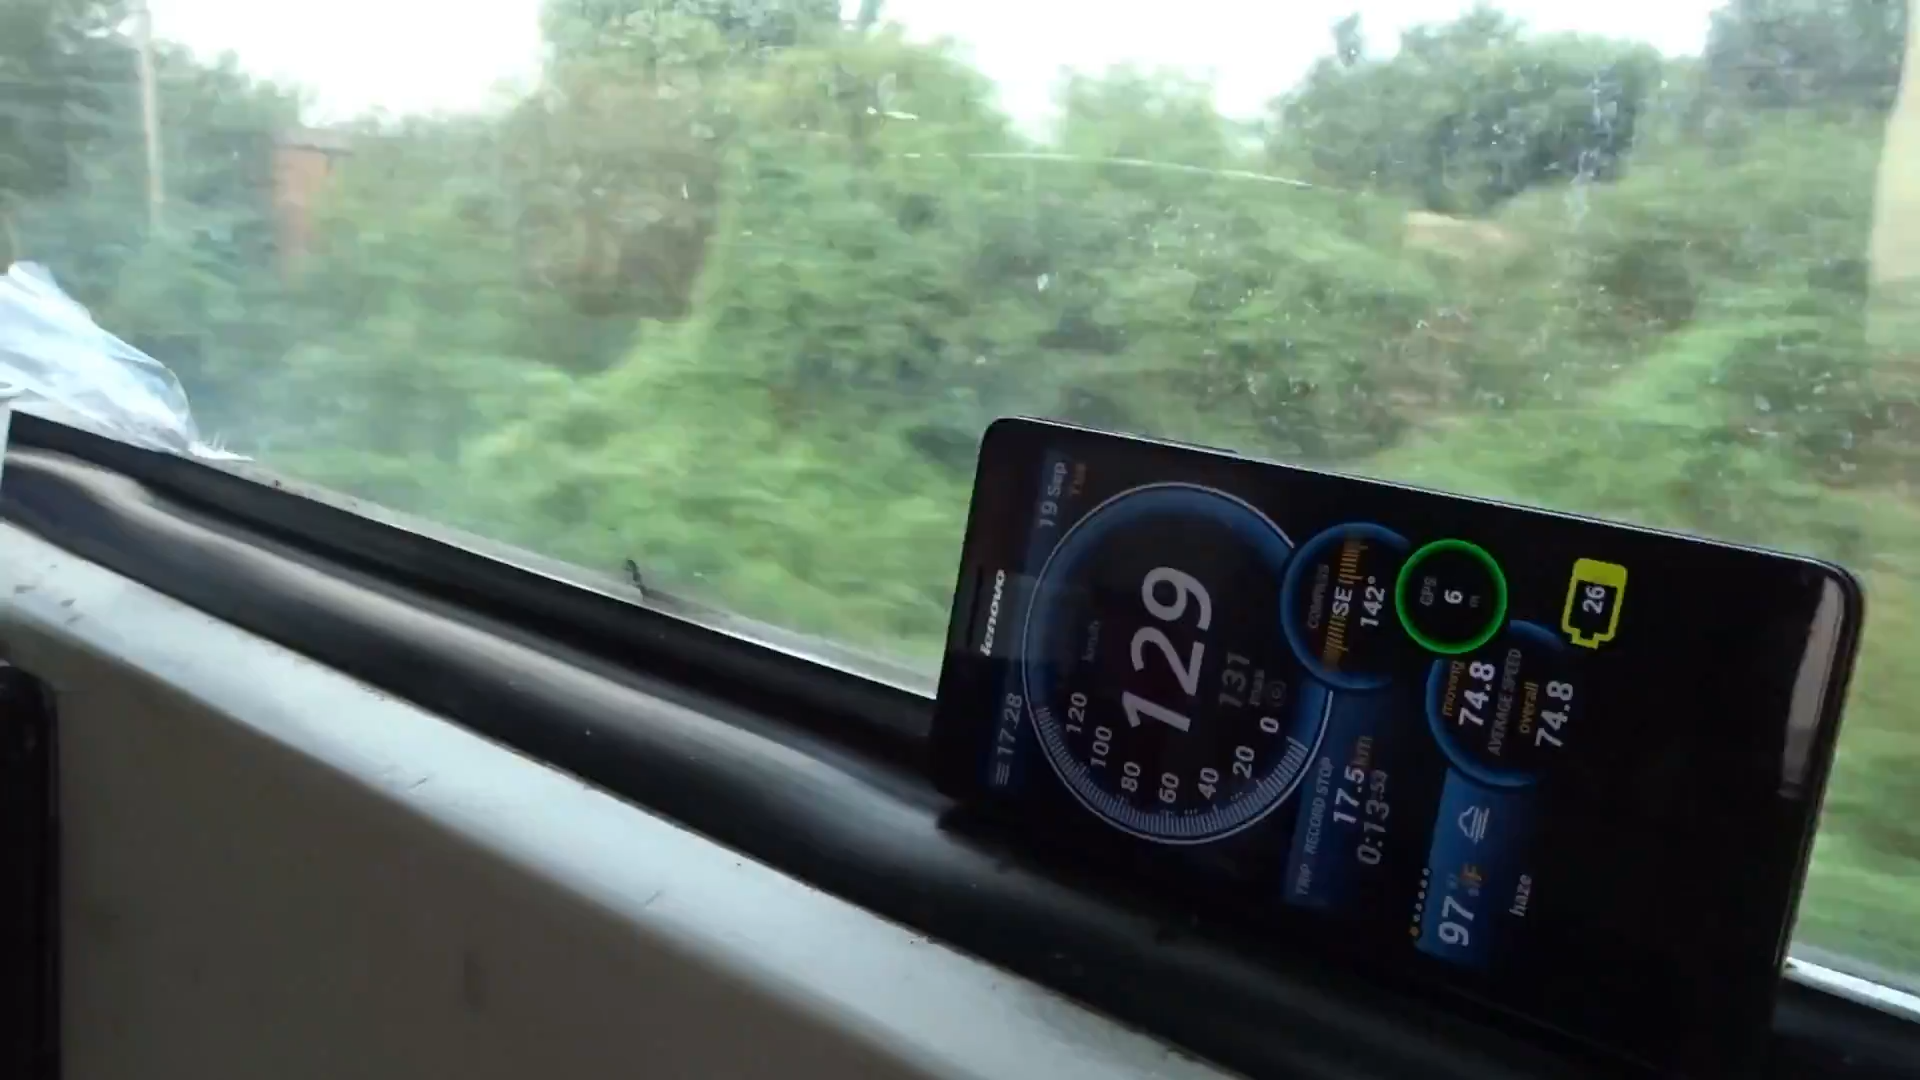 lenovo
17:28
19 Sep
Tue
km/h
129
131
max
120
100
80
60
40
20
0
COMPASS
SE
142°
GPS
6
m
26
TRIP RECORD STOP
17.5 km
0:13:53
moving
74.8
AVERAGE SPEED
overall
74.8
97
haze